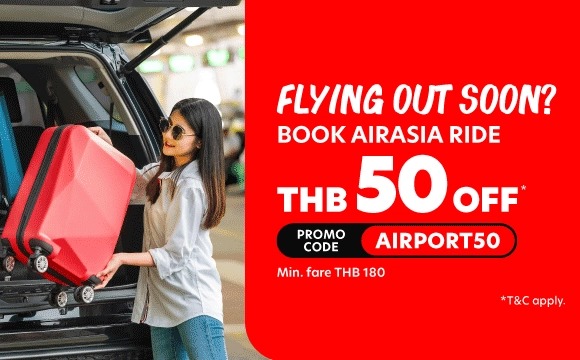 FLYING OUT SOON?
BOOK AIRASIA RIDE
THB 50 OFF*
PROMO CODE AIRPORT50
Min. fare THB 180
*T&C apply.